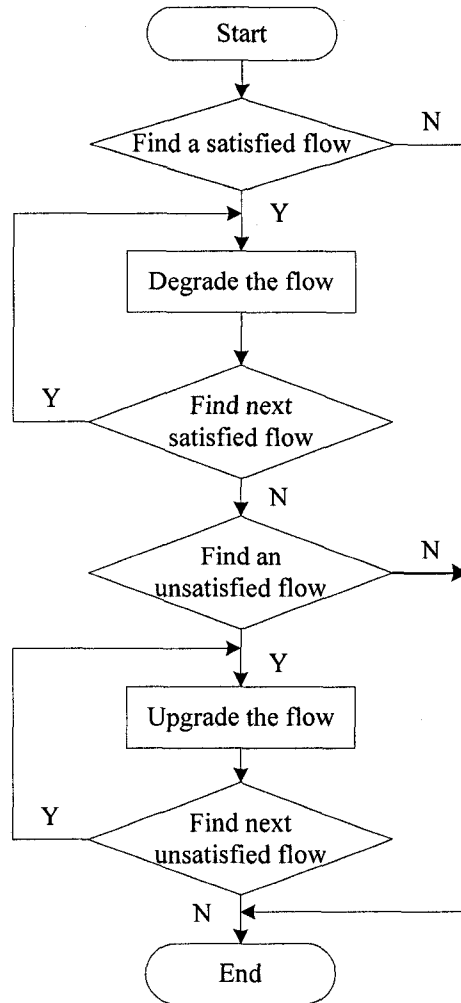 Start
Find a satisfied flow
N
Y
Degrade the flow
Y
Find next
satisfied flow
N
Find an
unsatisfied flow
N
Y
Upgrade the flow
Y
Find next
unsatisfied flow
N
End